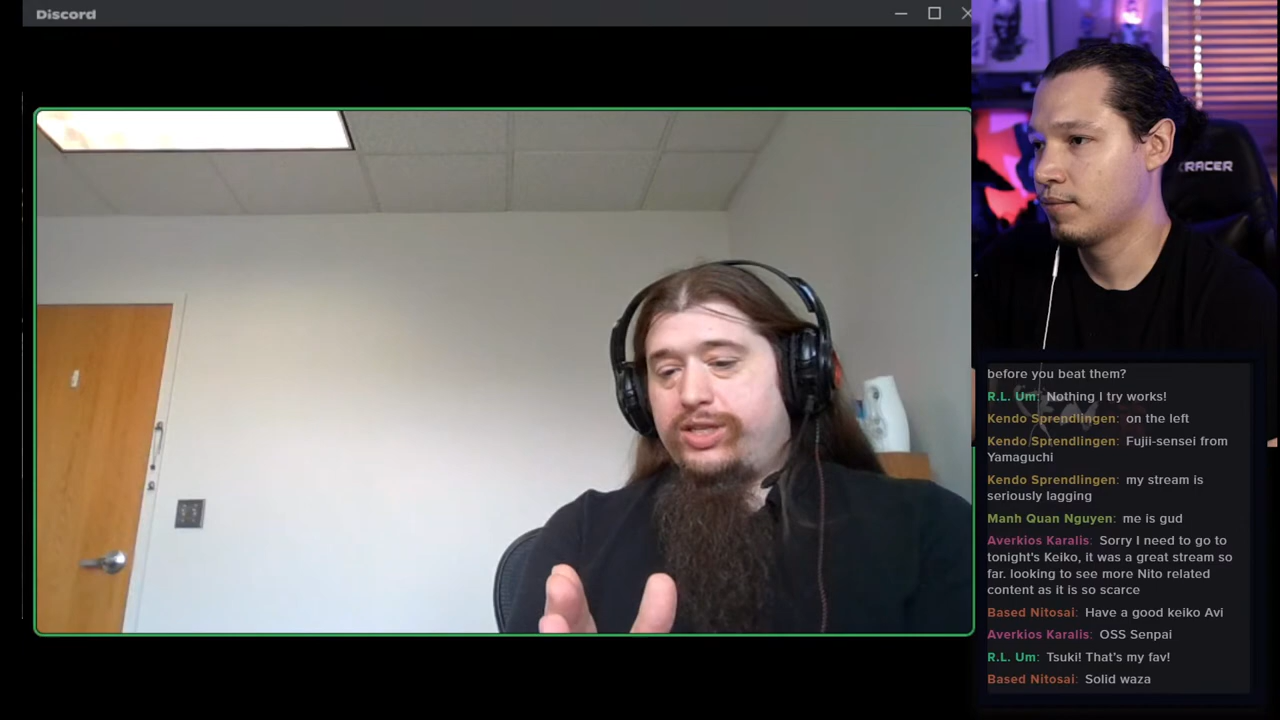 Discord
RACER
before you beat them?
R.L. Um: Nothing I try works!
Kendo Sprendlingen: on the left
Kendo Sprendlingen: Fujii-sensei from
Yamaguchi
Kendo Sprendlingen: my stream is
seriously lagging
Manh Quan Nguyen: me is gud
Averkios Karalis: Sorry I need to go to
tonight's Keiko, it was a great stream so
far. looking to see more Nito related
content as it is so scarce
Based Nitosai: Have a good keiko Avi
Averkios Karalis: OSS Senpai
R.L. Um: Tsuki! That's my fav!
Based Nitosai: Solid waza